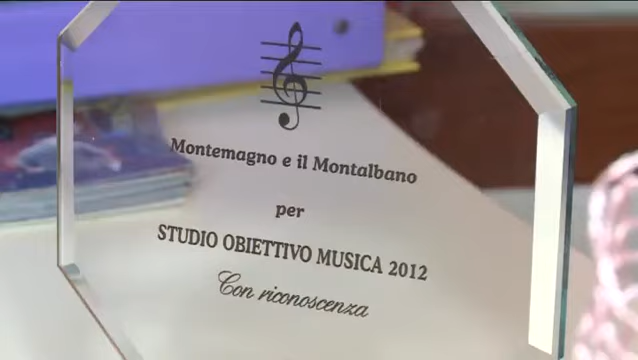 Montemagno e il Montalbano
per
STUDIO OBIETTIVO MUSICA 2012
Con riconoscenza